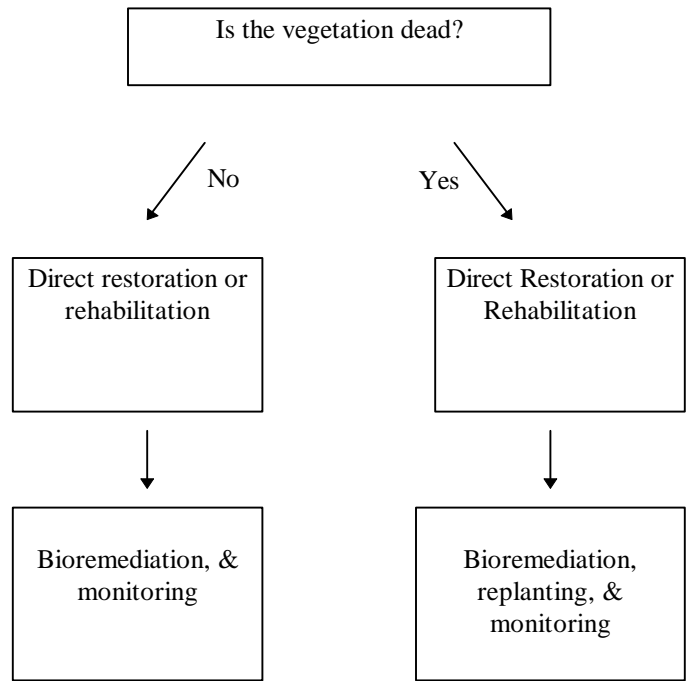 Is the vegetation dead?
No
Yes
Direct restoration or
rehabilitation
Direct Restoration or
Rehabilitation
Bioremediation, &
monitoring
Bioremediation,
replanting, &
monitoring